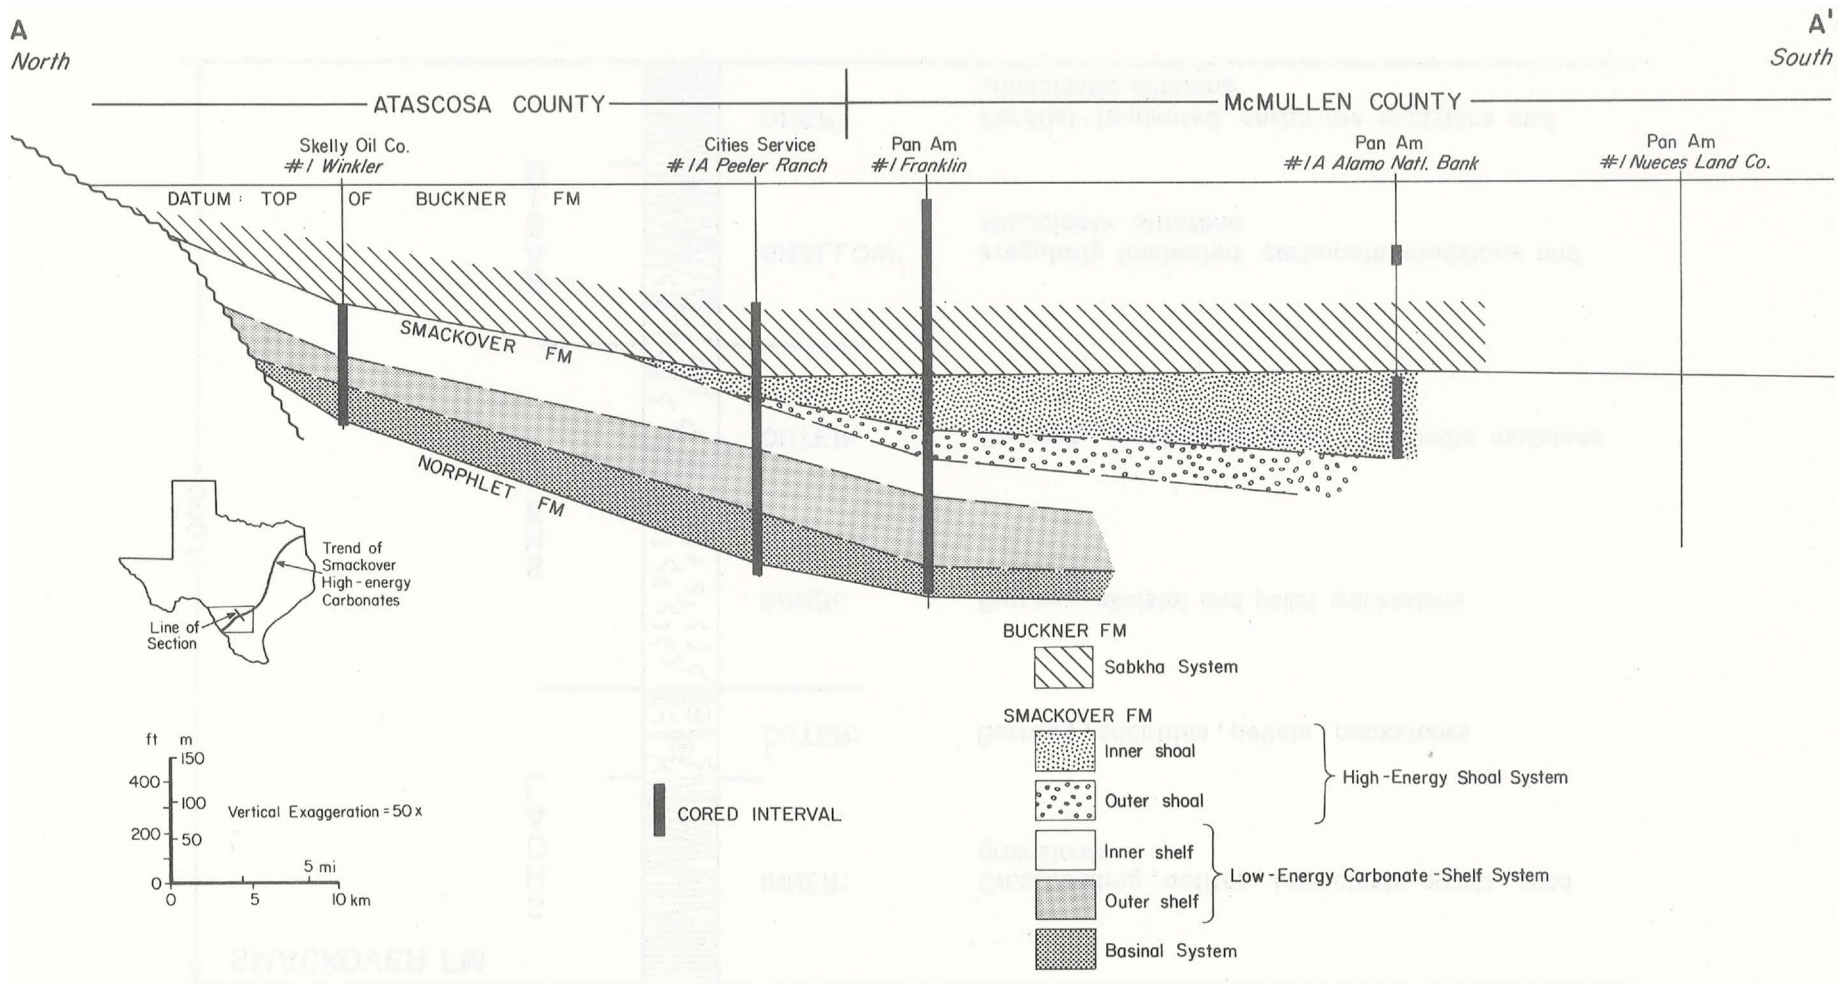 A
A'
North
South
ATASCOSA COUNTY
McMULLEN COUNTY
Skelly Oil Co.
#1 Winkler
Cities Service
#1A Peeler Ranch
Pan Am
#1 Franklin
Pan Am
#1A Alamo Natl. Bank
Pan Am
#1 Nueces Land Co.
DATUM: TOP OF BUCKNER FM
SMACKOVER FM
NORPHLET FM
Trend of
Smackover
High-energy
Carbonates
Line of
Section
BUCKNER FM
Sabkha System
SMACKOVER FM
Inner shoal
Outer shoal
High-Energy Shoal System
Inner shelf
Outer shelf
Low-Energy Carbonate-Shelf System
Basinal System
CORED INTERVAL
ft m
150
400
100
200
50
0
Vertical Exaggeration = 50 x
5 mi
0 5 10 km